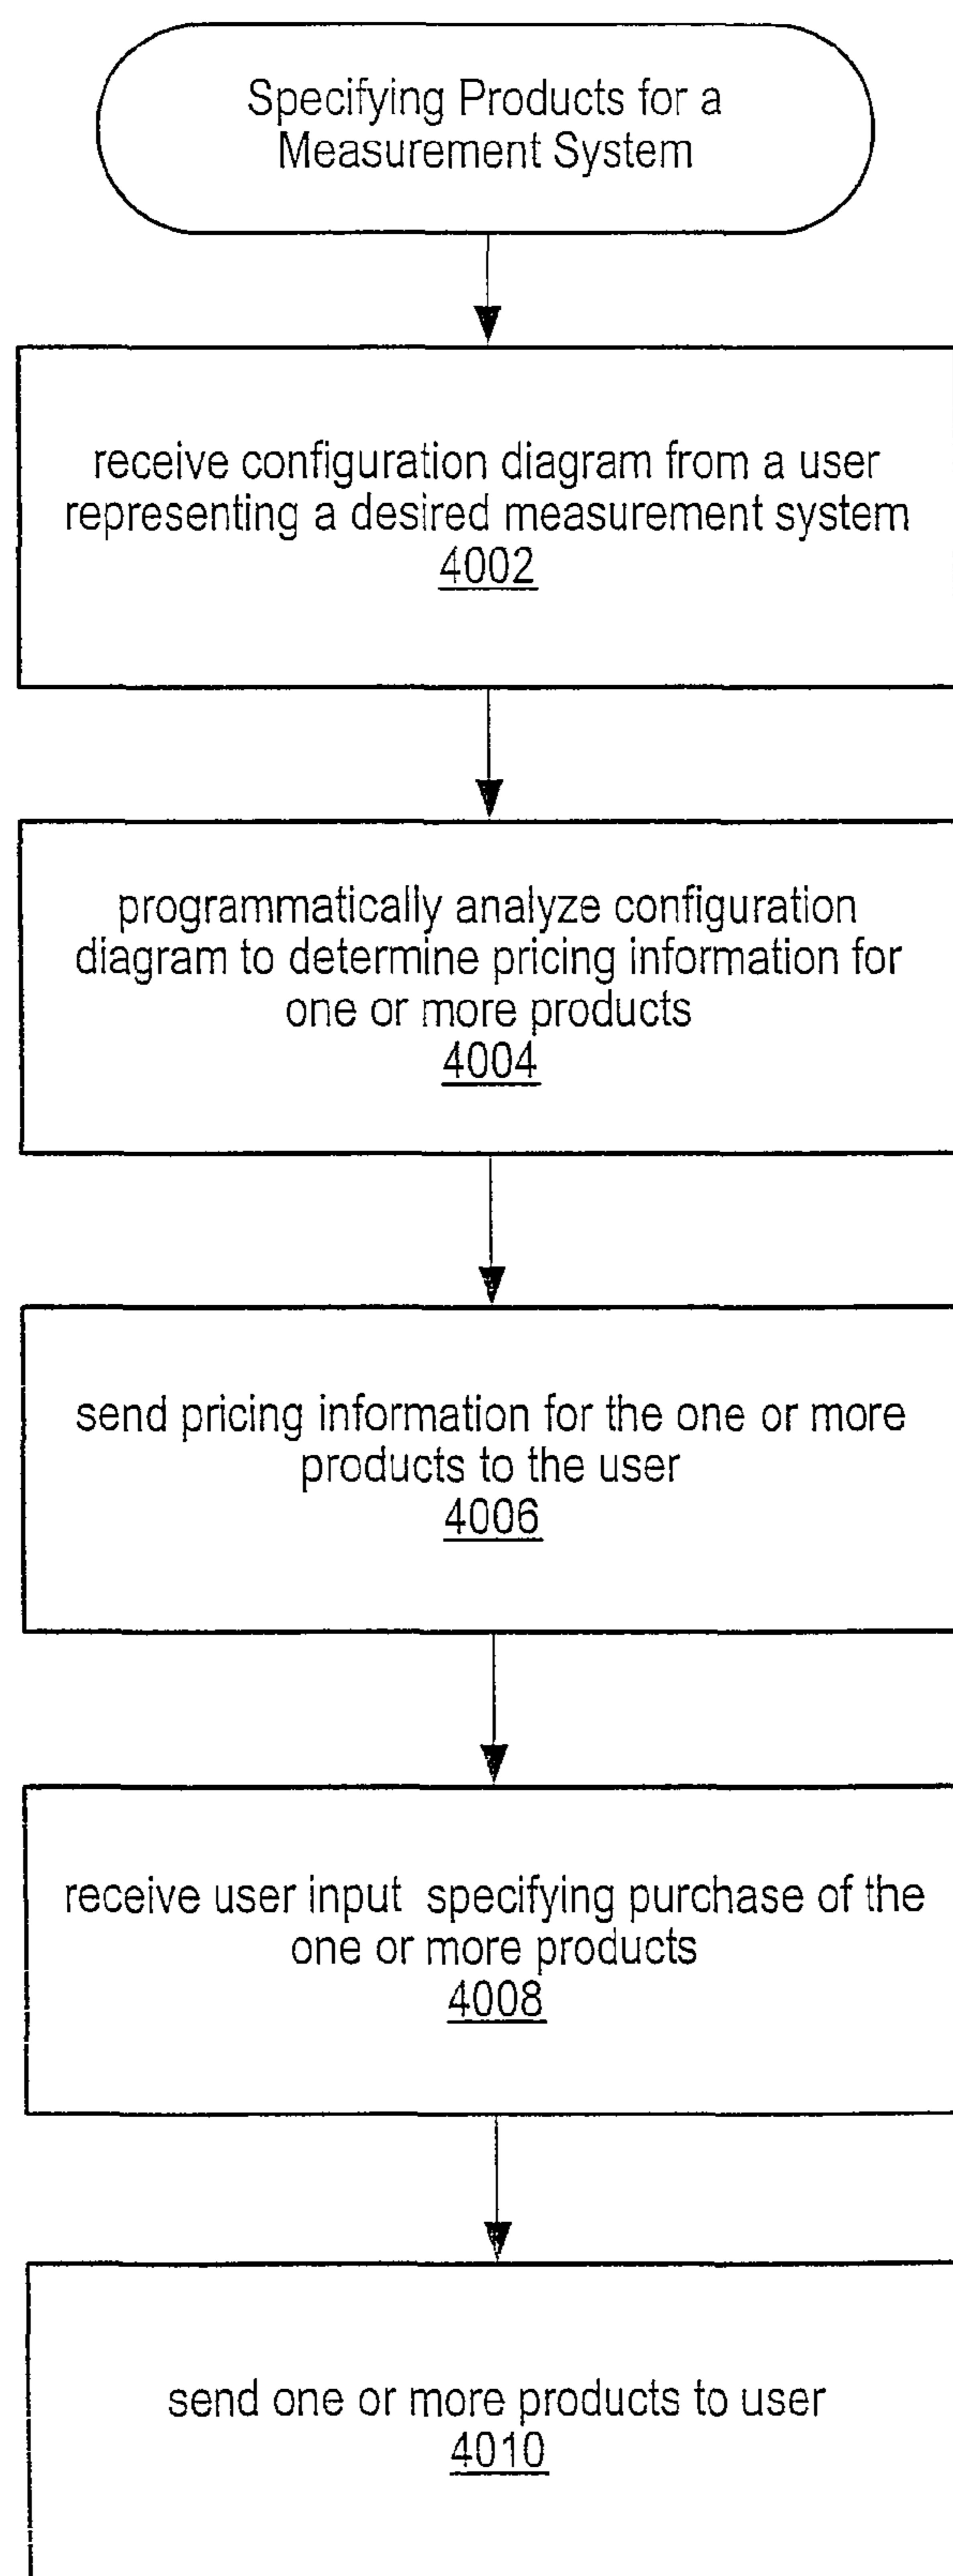 Specifying Products for a
Measurement System
receive configuration diagram from a user
representing a desired measurement system
4002
programmatically analyze configuration
diagram to determine pricing information for
one or more products
4004
send pricing information for the one or more
products to the user
4006
receive user input specifying purchase of the
one or more products
4008
send one or more products to user
4010